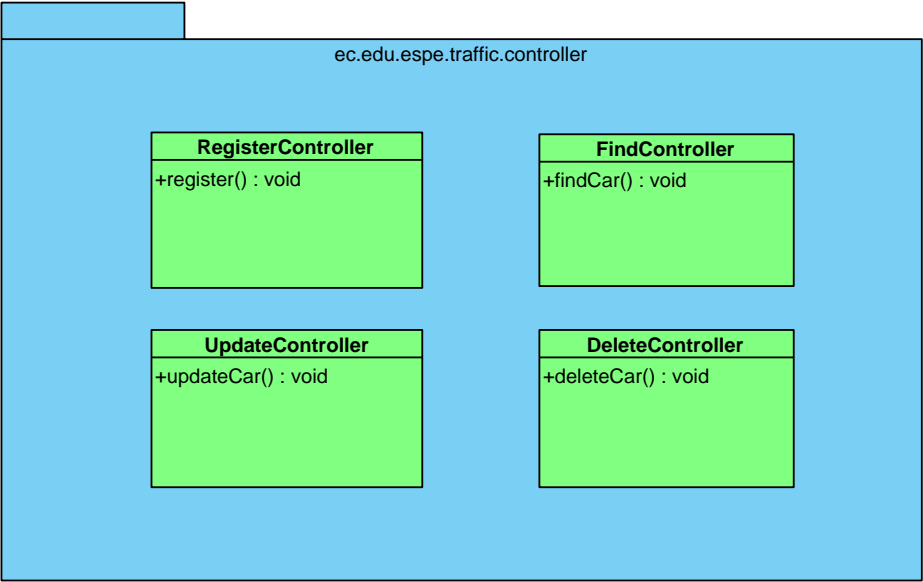 ec.edu.espe.traffic.controller
RegisterController
+register() : void
FindController
+findCar() : void
UpdateController
+updateCar() : void
DeleteController
+deleteCar() : void